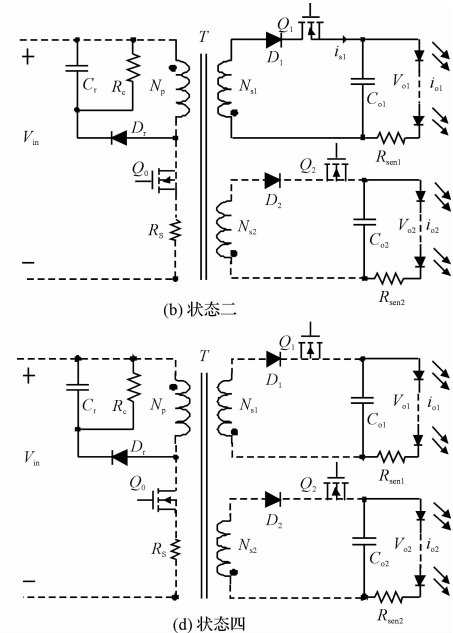 T
Q1
D1
is1
+
Cr
Rc
Np
Ns1
Co1
Vo1
io1
Vin
Dr
Q0
Rsen1
Q2
D2
RS
Ns2
Co2
Vo2
io2
−
Rsen2
(b) 状态二
T
Q1
D1
+
Cr
Rc
Np
Ns1
Co1
Vo1
io1
Vin
Dr
Q0
Rsen1
Q2
D2
RS
Ns2
Co2
Vo2
io2
−
Rsen2
(d) 状态四